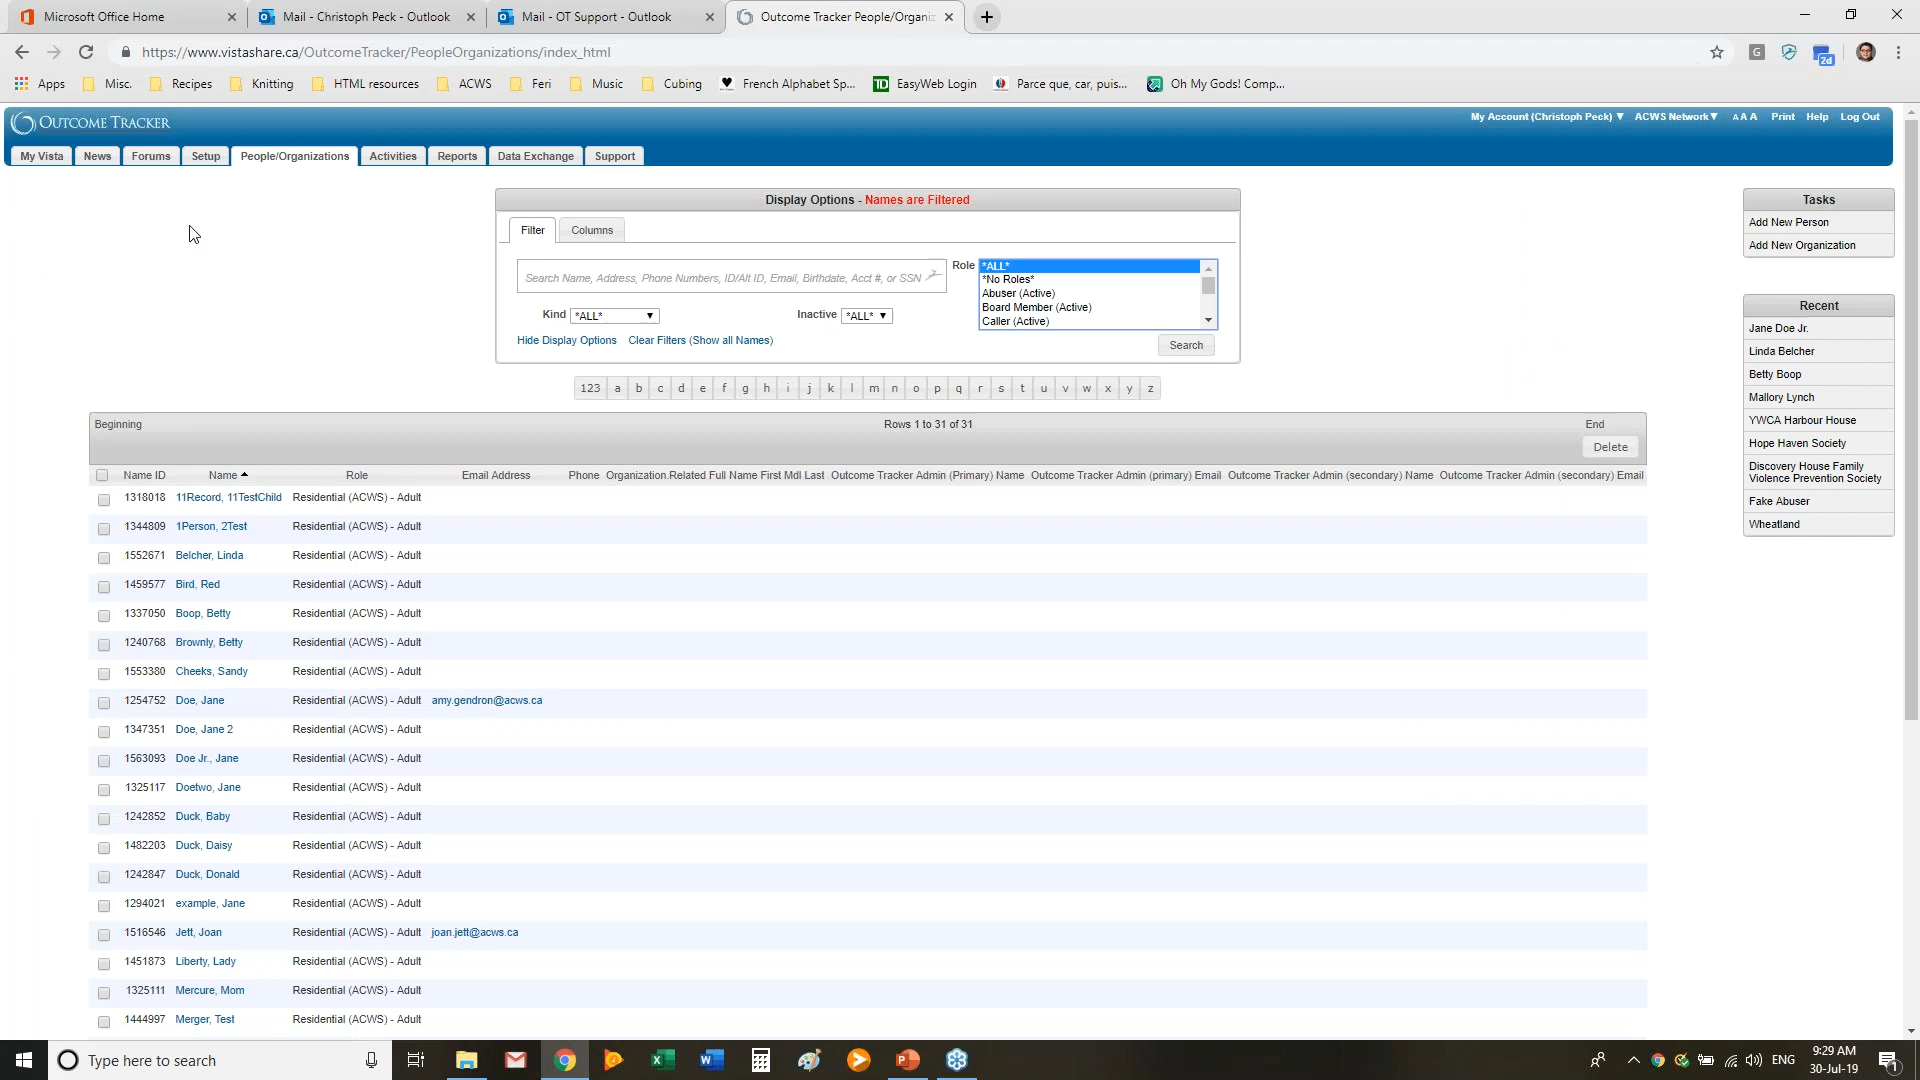 Microsoft Office Home
Mail - Christoph Peck - Outlook
Mail - OT Support - Outlook
Outcome Tracker People/Organiz
https://www.vistashare.ca/OutcomeTracker/PeopleOrganizations/index_html
G
2d
Apps Misc. Recipes Knitting HTML resources ACWS Feri Music Cubing French Alphabet Sp... TD EasyWeb Login Parce que, car, puis... Oh My Gods! Comp...
OUTCOME TRACKER
My Account (Christoph Peck) ▼ ACWS Network▼ A A A Print Help Log Out
My Vista News Forums Setup People/Organizations Activities Reports Data Exchange Support
Display Options - Names are Filtered
Filter Columns
Search Name, Address, Phone Numbers, ID/Alt ID, Email, Birthdate, Acct #, or SSN
Role
*ALL*
*No Roles*
Abuser (Active)
Board Member (Active)
Caller (Active)
Kind *ALL* Inactive *ALL*
Hide Display Options Clear Filters (Show all Names)
Search
123 a b c d e f g h i j k l m n o p q r s t u v w x y z
Beginning Rows 1 to 31 of 31 End
Delete
Name ID Name Role Email Address Phone Organization.Related Full Name First Mdl Last Outcome Tracker Admin (Primary) Name Outcome Tracker Admin (primary) Email Outcome Tracker Admin (secondary) Name Outcome Tracker Admin (secondary) Email
1318018 11Record, 11TestChild Residential (ACWS) - Adult
1344809 1Person, 2Test Residential (ACWS) - Adult
1552671 Belcher, Linda Residential (ACWS) - Adult
1459577 Bird, Red Residential (ACWS) - Adult
1337050 Boop, Betty Residential (ACWS) - Adult
1240768 Brownly, Betty Residential (ACWS) - Adult
1553380 Cheeks, Sandy Residential (ACWS) - Adult
1254752 Doe, Jane Residential (ACWS) - Adult amy.gendron@acws.ca
1347351 Doe, Jane 2 Residential (ACWS) - Adult
1563093 Doe Jr., Jane Residential (ACWS) - Adult
1325117 Doetwo, Jane Residential (ACWS) - Adult
1242852 Duck, Baby Residential (ACWS) - Adult
1482203 Duck, Daisy Residential (ACWS) - Adult
1242847 Duck, Donald Residential (ACWS) - Adult
1294021 example, Jane Residential (ACWS) - Adult
1516546 Jett, Joan Residential (ACWS) - Adult joan.jett@acws.ca
1451873 Liberty, Lady Residential (ACWS) - Adult
1325111 Mercure, Mom Residential (ACWS) - Adult
1444997 Merger, Test Residential (ACWS) - Adult
Tasks
Add New Person
Add New Organization
Recent
Jane Doe Jr.
Linda Belcher
Betty Boop
Mallory Lynch
YWCA Harbour House
Hope Haven Society
Discovery House Family
Violence Prevention Society
Fake Abuser
Wheatland
Type here to search
ENG
9:29 AM
30-Jul-19
1